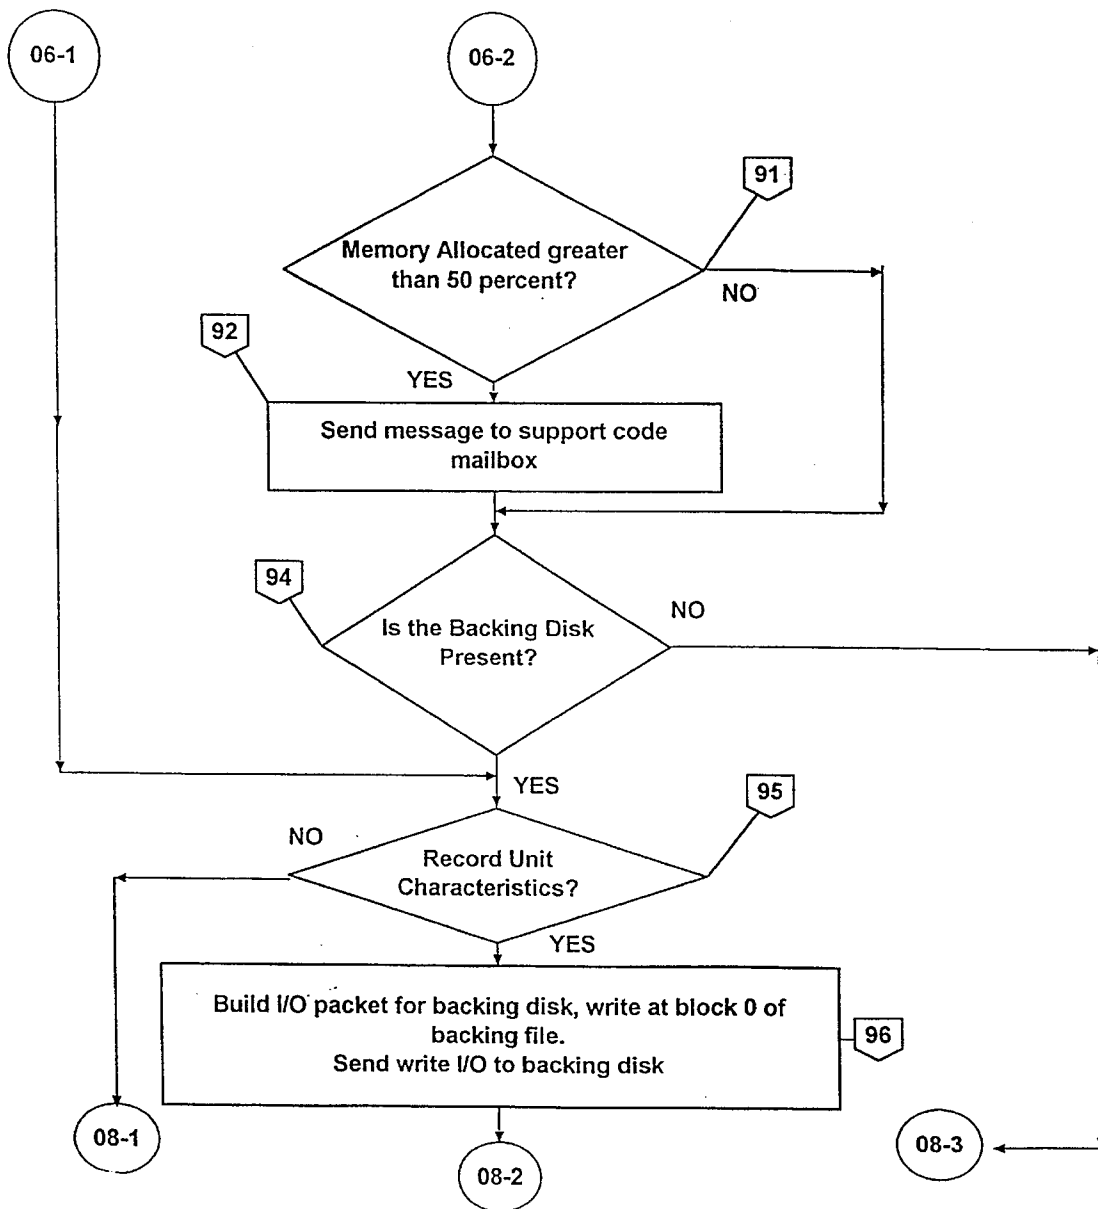 06-1
06-2
91
Memory Allocated greater
than 50 percent?
NO
92
YES
Send message to support code
mailbox
94
NO
Is the Backing Disk
Present?
YES
95
NO
Record Unit
Characteristics?
YES
Build I/O packet for backing disk, write at block 0 of
backing file.
Send write I/O to backing disk
96
08-1
08-2
08-3